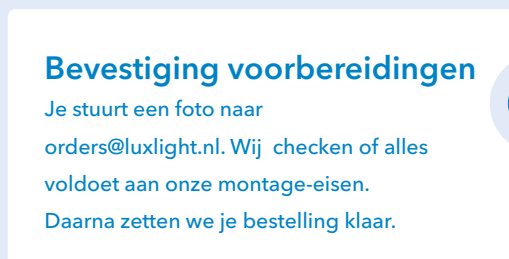 Bevestiging voorbereidingen
Je stuurt een foto naar
orders@luxlight.nl. Wij  checken of alles
voldoet aan onze montage-eisen.
Daarna zetten we je bestelling klaar.